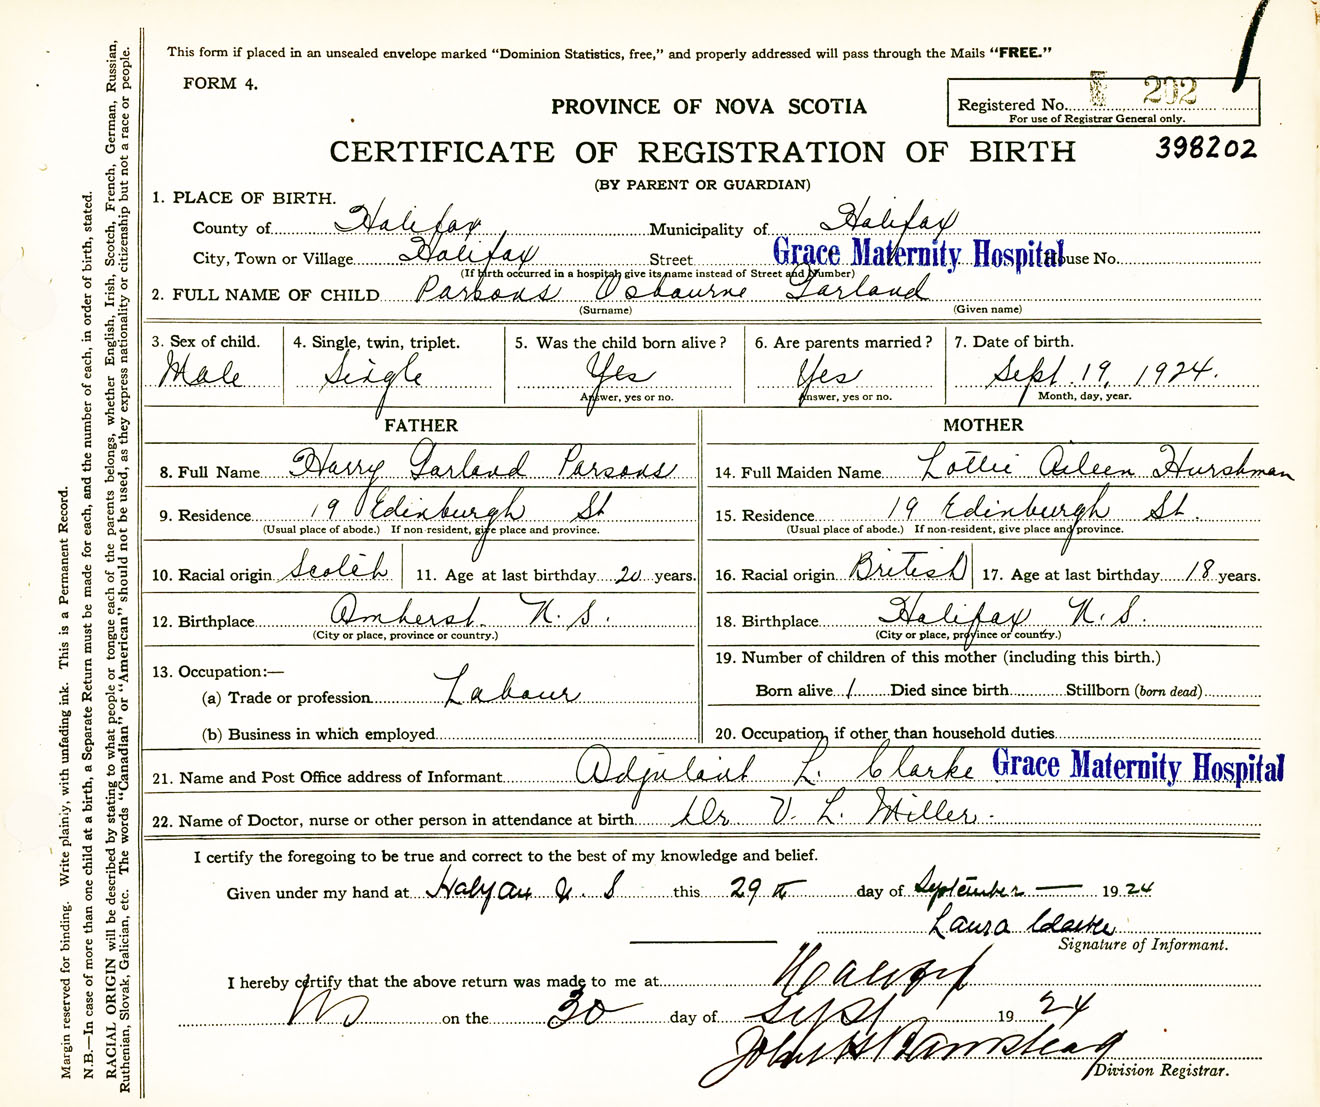 This form if placed in an unsealed envelope marked “Dominion Statistics, free,” and properly addressed will pass through the Mails “FREE.”
FORM 4.
PROVINCE OF NOVA SCOTIA
Registered No. 202
For use of Registrar General only.
CERTIFICATE OF REGISTRATION OF BIRTH
398202
(BY PARENT OR GUARDIAN)
1. PLACE OF BIRTH.
County of Halifax Municipality of Halifax
City, Town or Village Halifax Street Grace Maternity Hospital House No.
(If birth occurred in a hospital, give its name instead of Street and Number)
2. FULL NAME OF CHILD Parsons Osbourne Garland
(Surname) (Given name)
3. Sex of child. 4. Single, twin, triplet. 5. Was the child born alive? 6. Are parents married? 7. Date of birth.
Male Single Yes Yes Sept. 19, 1924.
Answer, yes or no. Answer, yes or no. Month, day, year.
FATHER MOTHER
8. Full Name Harry Garland Parsons 14. Full Maiden Name Lottie Aileen Hurshman
9. Residence 19 Edinburgh St 15. Residence 19 Edinburgh St.
(Usual place of abode.) If non-resident, give place and province. (Usual place of abode.) If non-resident, give place and province.
10. Racial origin Scotch 11. Age at last birthday 20 years. 16. Racial origin British 17. Age at last birthday 18 years.
12. Birthplace Amherst. N. S. 18. Birthplace Halifax N. S.
(City or place, province or country.) (City or place, province or country.)
13. Occupation:— 19. Number of children of this mother (including this birth.)
(a) Trade or profession Labour Born alive 1 Died since birth Stillborn (born dead)
(b) Business in which employed 20. Occupation, if other than household duties
21. Name and Post Office address of Informant Adjutant L. Clarke Grace Maternity Hospital
22. Name of Doctor, nurse or other person in attendance at birth Dr V. L. Miller.
I certify the foregoing to be true and correct to the best of my knowledge and belief.
Given under my hand at Halifax N. S this 29th day of September — 1924
Laura Clarke
Signature of Informant.
I hereby certify that the above return was made to me at Halifax
NS on the 30 day of Sept 1924
Division Registrar.
Margin reserved for binding. Write plainly, with unfading ink. This is a Permanent Record.
N.B.—In case of more than one child at a birth, a Separate Return must be made for each, and the number of each, in order of birth, stated.
RACIAL ORIGIN will be described by stating to what people or tongue each of the parents belongs, whether English, Irish, Scotch, French, German, Russian,
Ruthenian, Slovak, Galician, etc. The words “Canadian” or “American” should not be used, as they express nationality or citizenship but not a race or people.